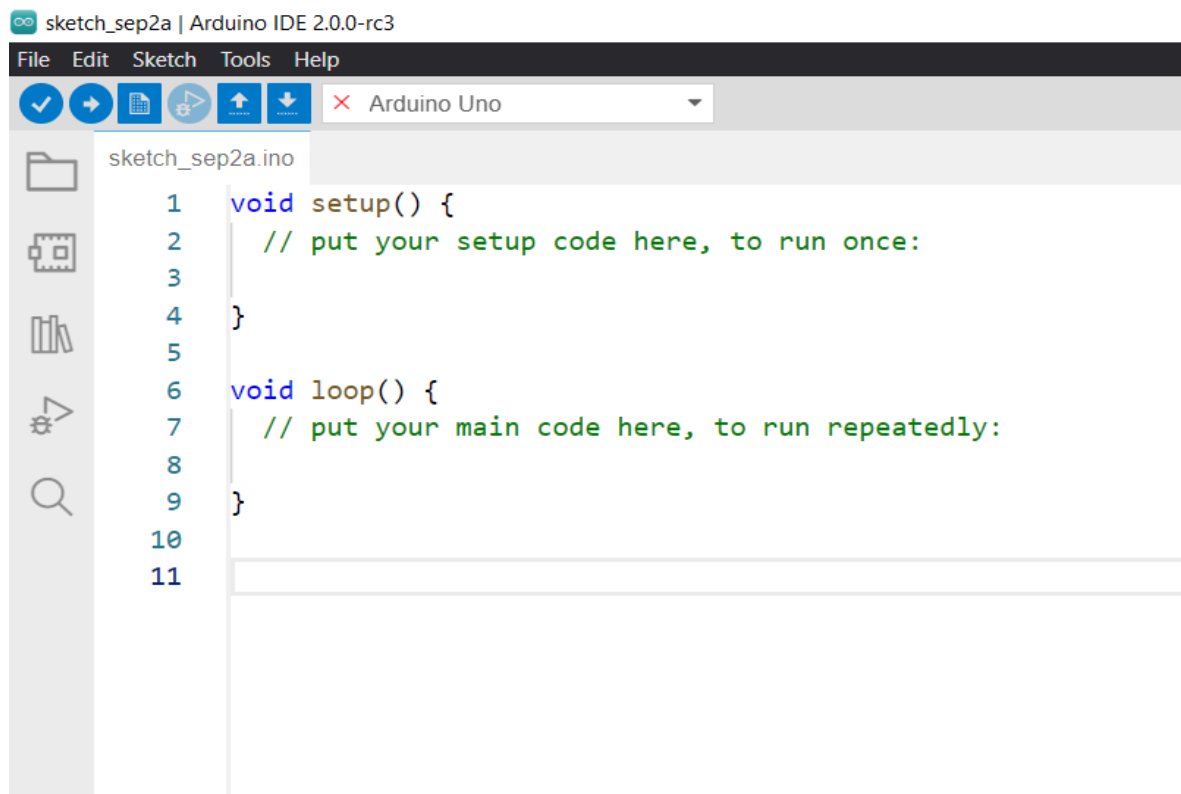 sketch_sep2a | Arduino IDE 2.0.0-rc3
File Edit Sketch Tools Help
Arduino Uno
sketch_sep2a.ino
1 void setup() {
2 // put your setup code here, to run once:
3
4 }
5
6 void loop() {
7 // put your main code here, to run repeatedly:
8
9 }
10
11